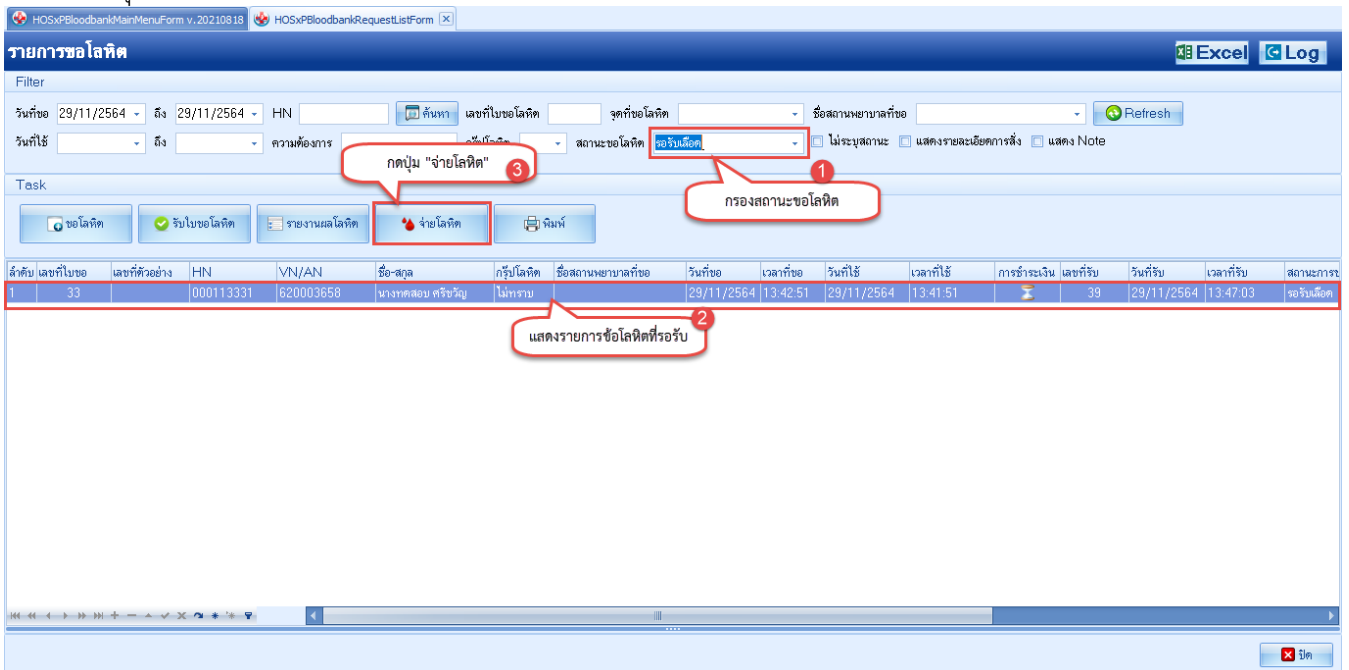 HOSxPBloodbankMainMenuForm v.20210818 HOSxPBloodbankRequestListForm
รายการขอโลหิต Excel Log
Filter
วันที่ขอ 29/11/2564 ถึง 29/11/2564 HN ค้นหา เลขที่ใบขอโลหิต จุดที่ขอโลหิต ชื่อสถานพยาบาลที่ขอ Refresh
วันที่ใช้ ถึง ความต้องการ สถานะขอโลหิต รอรับเลือด ไม่ระบุสถานะ แสดงรายละเอียดการสั่ง แสดง Note
กดปุ่ม "จ่ายโลหิต" 3
1
กรองสถานะขอโลหิต
Task
ขอโลหิต รับใบขอโลหิต รายงานผลโลหิต จ่ายโลหิต พิมพ์
ลำดับ เลขที่ใบขอ เลขที่ตัวอย่าง HN VN/AN ชื่อ-สกุล กรุ๊ปโลหิต ชื่อสถานพยาบาลที่ขอ วันที่ขอ เวลาที่ขอ วันที่ใช้ เวลาที่ใช้ การชำระเงิน เลขที่รับ วันที่รับ เวลาที่รับ สถานะการข
1 33 000113331 620003658 นางทดสอบ ศรีขวัญ ไม่ทราบ 29/11/2564 13:42:51 29/11/2564 13:41:51 39 29/11/2564 13:47:03 รอรับเลือด
2
แสดงรายการข้อโลหิตที่รอรับ
ปิด